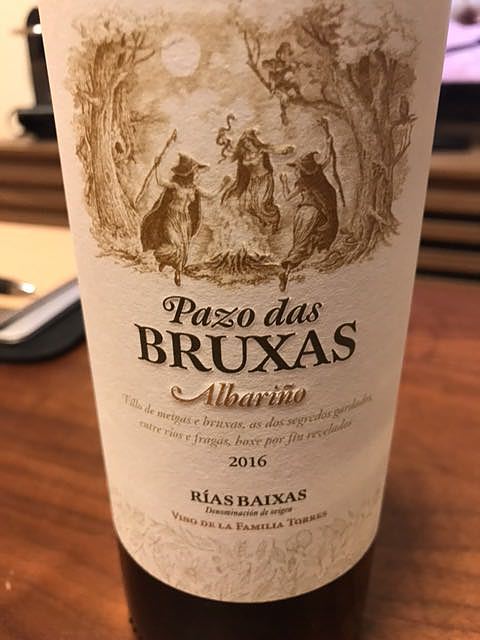 Pazo das
BRUXAS
Albariño
Viño de meigas e bruxas, as dos segredos gardados,
entre ríos e fragas, hoxe por fin revelados
2016
RÍAS BAIXAS
Denominación de origen
VINO DE LA FAMILIA TORRES